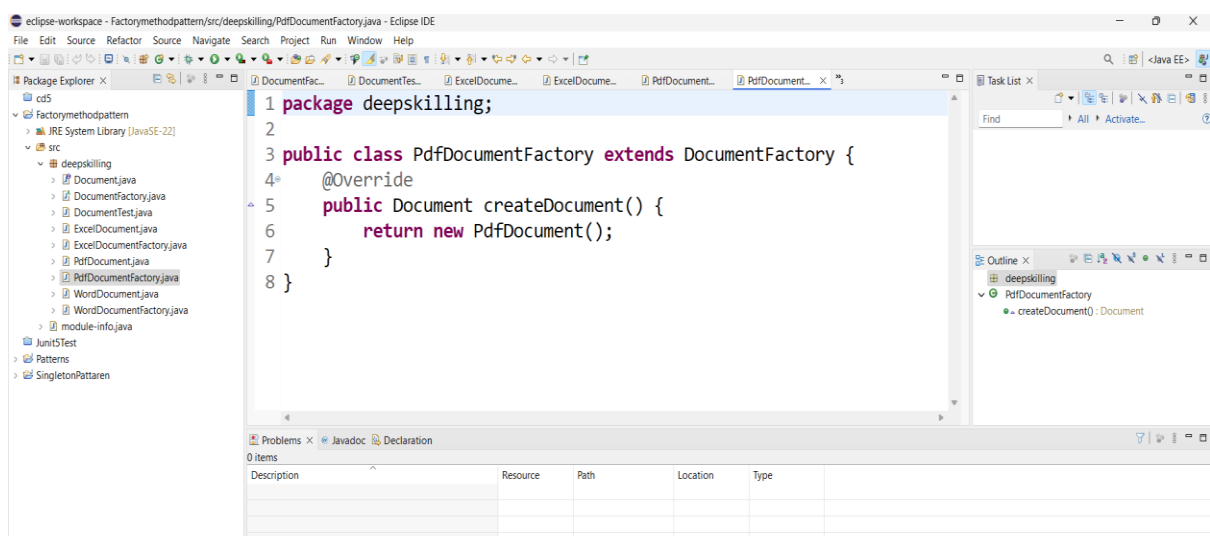 eclipse-workspace - Factorymethodpattern/src/deepskilling/PdfDocumentFactory.java - Eclipse IDE
File Edit Source Refactor Source Navigate Search Project Run Window Help
<Java EE>
Package Explorer
DocumentFac... DocumentTes... ExcelDocume... ExcelDocume... PdfDocument... PdfDocument... »3
Task List
cd5
Factorymethodpattern
JRE System Library [JavaSE-22]
src
deepskilling
Document.java
DocumentFactory.java
DocumentTest.java
ExcelDocument.java
ExcelDocumentFactory.java
PdfDocument.java
PdfDocumentFactory.java
WordDocument.java
WordDocumentFactory.java
module-info.java
Junit5Test
Patterns
SingletonPattaren
1 package deepskilling;
2
3 public class PdfDocumentFactory extends DocumentFactory {
4 @Override
5 public Document createDocument() {
6 return new PdfDocument();
7 }
8 }
Find All Activate...
Outline
deepskilling
PdfDocumentFactory
createDocument() : Document
Problems Javadoc Declaration
0 items
Description Resource Path Location Type